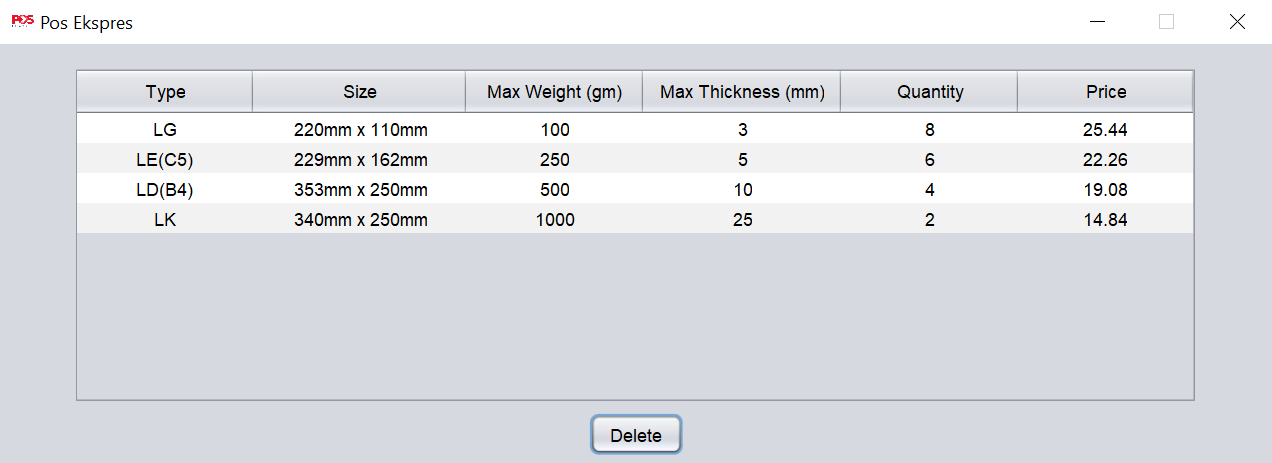 POS Pos Ekspres
Type Size Max Weight (gm) Max Thickness (mm) Quantity Price
LG 220mm x 110mm 100 3 8 25.44
LE(C5) 229mm x 162mm 250 5 6 22.26
LD(B4) 353mm x 250mm 500 10 4 19.08
LK 340mm x 250mm 1000 25 2 14.84
Delete